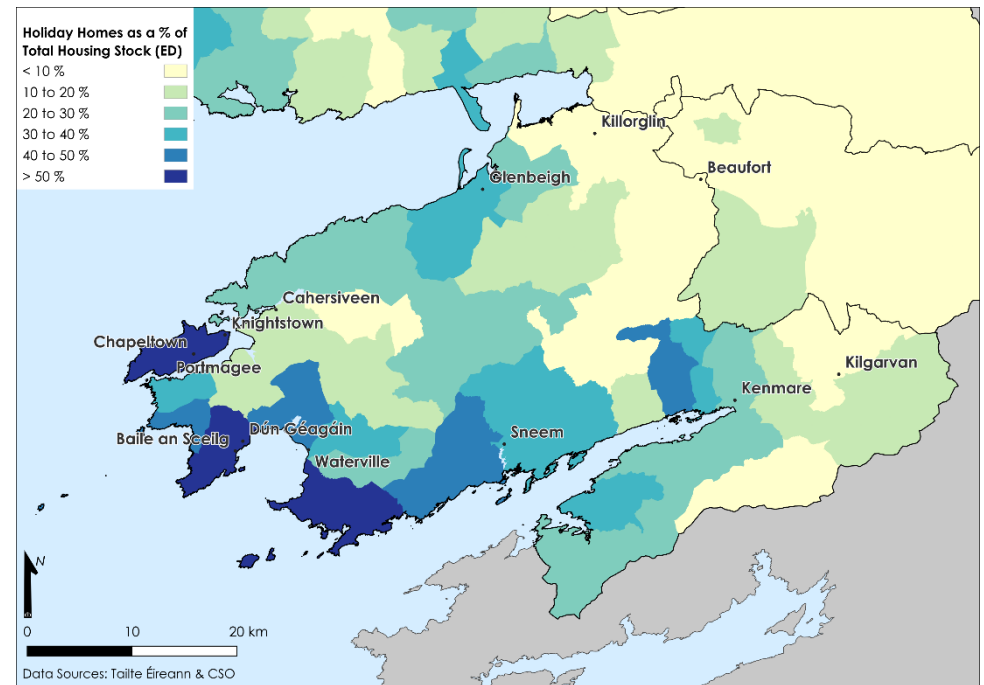 Holiday Homes as a % of
Total Housing Stock (ED)
< 10 %
10 to 20 %
20 to 30 %
30 to 40 %
40 to 50 %
> 50 %
Killorglin
Beaufort
Glenbeigh
Cahersiveen
Knightstown
Chapeltown
Portmagee
Kilgarvan
Kenmare
Baile an Sceilg
Dún Géagáin
Sneem
Waterville
N
0
10
20 km
Data Sources: Tailte Éireann & CSO